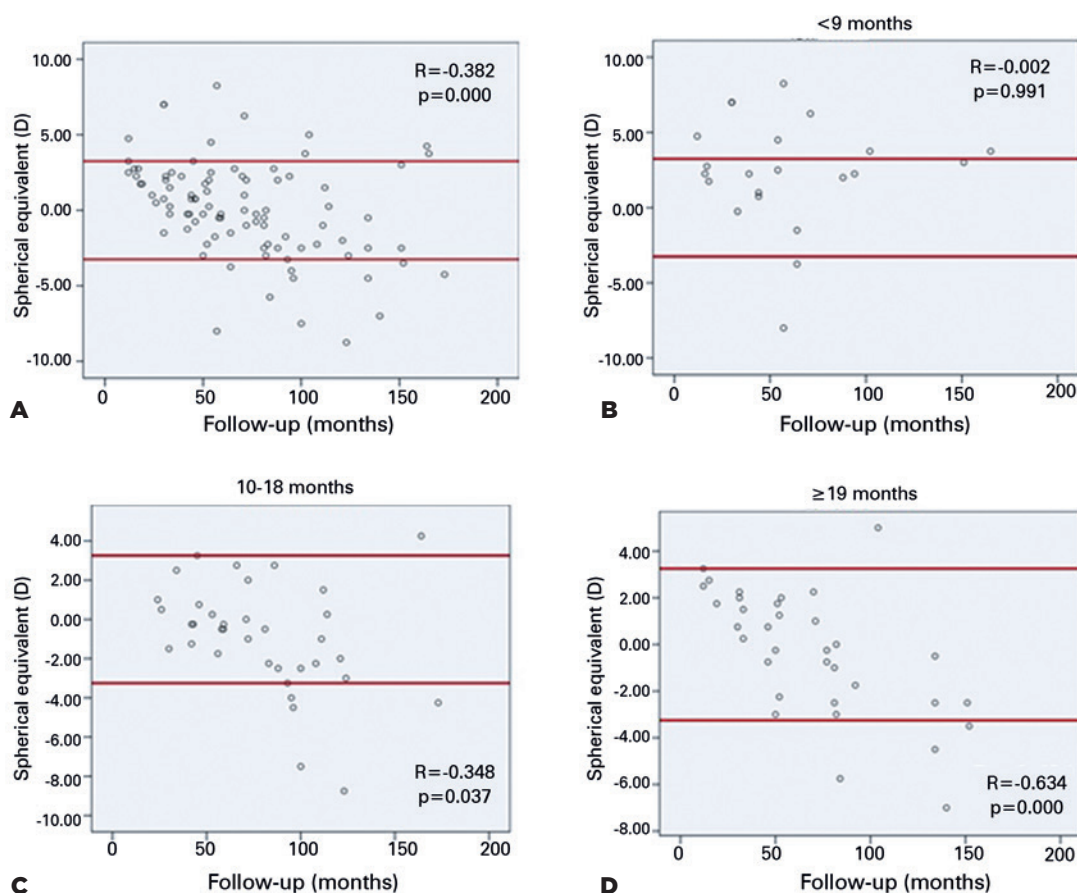 R=-0.382
p=0.000
Spherical equivalent (D)
10.00
5.00
0.00
-5.00
-10.00
0
50
100
150
200
Follow-up (months)
A
<9 months
R=-0.002
p=0.991
Spherical equivalent (D)
10.00
5.00
0.00
-5.00
-10.00
0
50
100
150
200
Follow-up (months)
B
10-18 months
Spherical equivalent (D)
4.00
2.00
0.00
-2.00
-4.00
-6.00
-8.00
-10.00
R=-0.348
p=0.037
0
50
100
150
200
Follow-up (months)
C
≥19 months
Spherical equivalent (D)
4.00
2.00
0.00
-2.00
-4.00
-6.00
-8.00
R=-0.634
p=0.000
0
50
100
150
200
Follow-up (months)
D